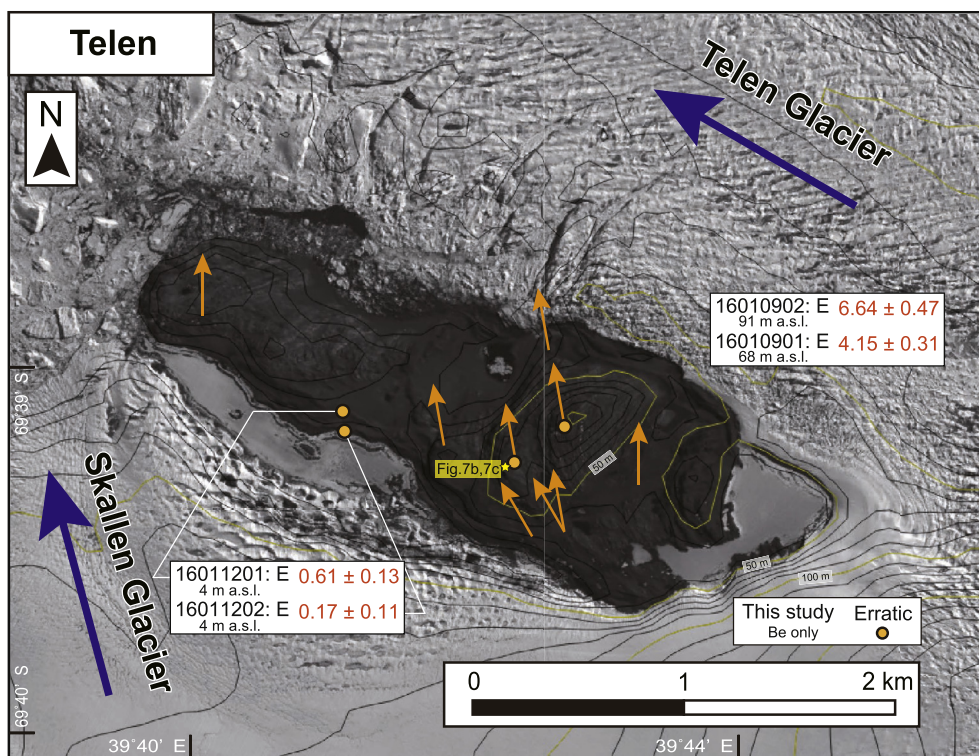 Telen
N
Telen Glacier
16010902: E 6.64 ± 0.47
91 m a.s.l.
16010901: E 4.15 ± 0.31
68 m a.s.l.
69°39′
Fig.7b,7c
50 m
Skallen Glacier
16011201: E 0.61 ± 0.13
4 m a.s.l.
16011202: E 0.17 ± 0.11
4 m a.s.l.
50 m
100 m
This study Erratic
Be only
0 1 2 km
69°40′ S
39°40′ E
39°44′ E